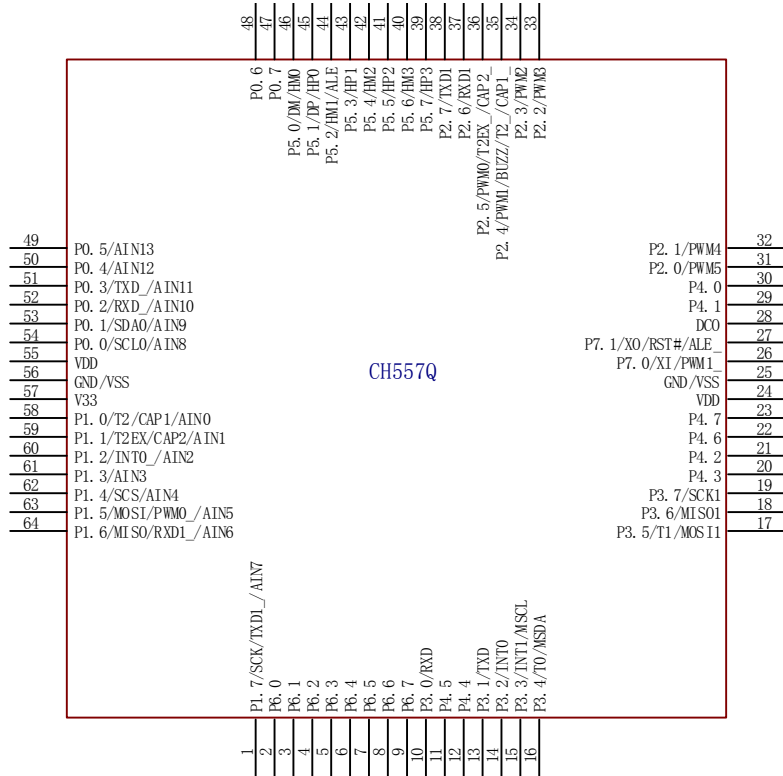 48
47
46
45
44
43
42
41
40
39
38
37
36
35
34
33
P0.6
P0.7
P5.0/DM/HM0
P5.1/DP/HP0
P5.2/HM1/ALE
P5.3/HP1
P5.4/HM2
P5.5/HP2
P5.6/HM3
P5.7/HP3
P2.7/TXD1
P2.6/RXD1
P2.5/PWM0/T2EX_/CAP2_
P2.4/PWM1/BUZZ/T2_/CAP1_
P2.3/PWM2
P2.2/PWM3
49 P0.5/AIN13
50 P0.4/AIN12
51 P0.3/TXD_/AIN11
52 P0.2/RXD_/AIN10
53 P0.1/SDA0/AIN9
54 P0.0/SCL0/AIN8
55 VDD
56 GND/VSS
57 V33
58 P1.0/T2/CAP1/AIN0
59 P1.1/T2EX/CAP2/AIN1
60 P1.2/INT0_/AIN2
61 P1.3/AIN3
62 P1.4/SCS/AIN4
63 P1.5/MOSI/PWM0_/AIN5
64 P1.6/MISO/RXD1_/AIN6
CH557Q
P2.1/PWM4 32
P2.0/PWM5 31
P4.0 30
P4.1 29
DCO 28
P7.1/XO/RST#/ALE_ 27
P7.0/XI/PWM1_ 26
GND/VSS 25
VDD 24
P4.7 23
P4.6 22
P4.2 21
P4.3 20
P3.7/SCK1 19
P3.6/MISO1 18
P3.5/T1/MOSI1 17
P1.7/SCK/TXD1_/AIN7
P6.0
P6.1
P6.2
P6.3
P6.4
P6.5
P6.6
P6.7
P3.0/RXD
P4.5
P4.4
P3.1/TXD
P3.2/INT0
P3.3/INT1/MSCL
P3.4/T0/MSDA
1
2
3
4
5
6
7
8
9
10
11
12
13
14
15
16